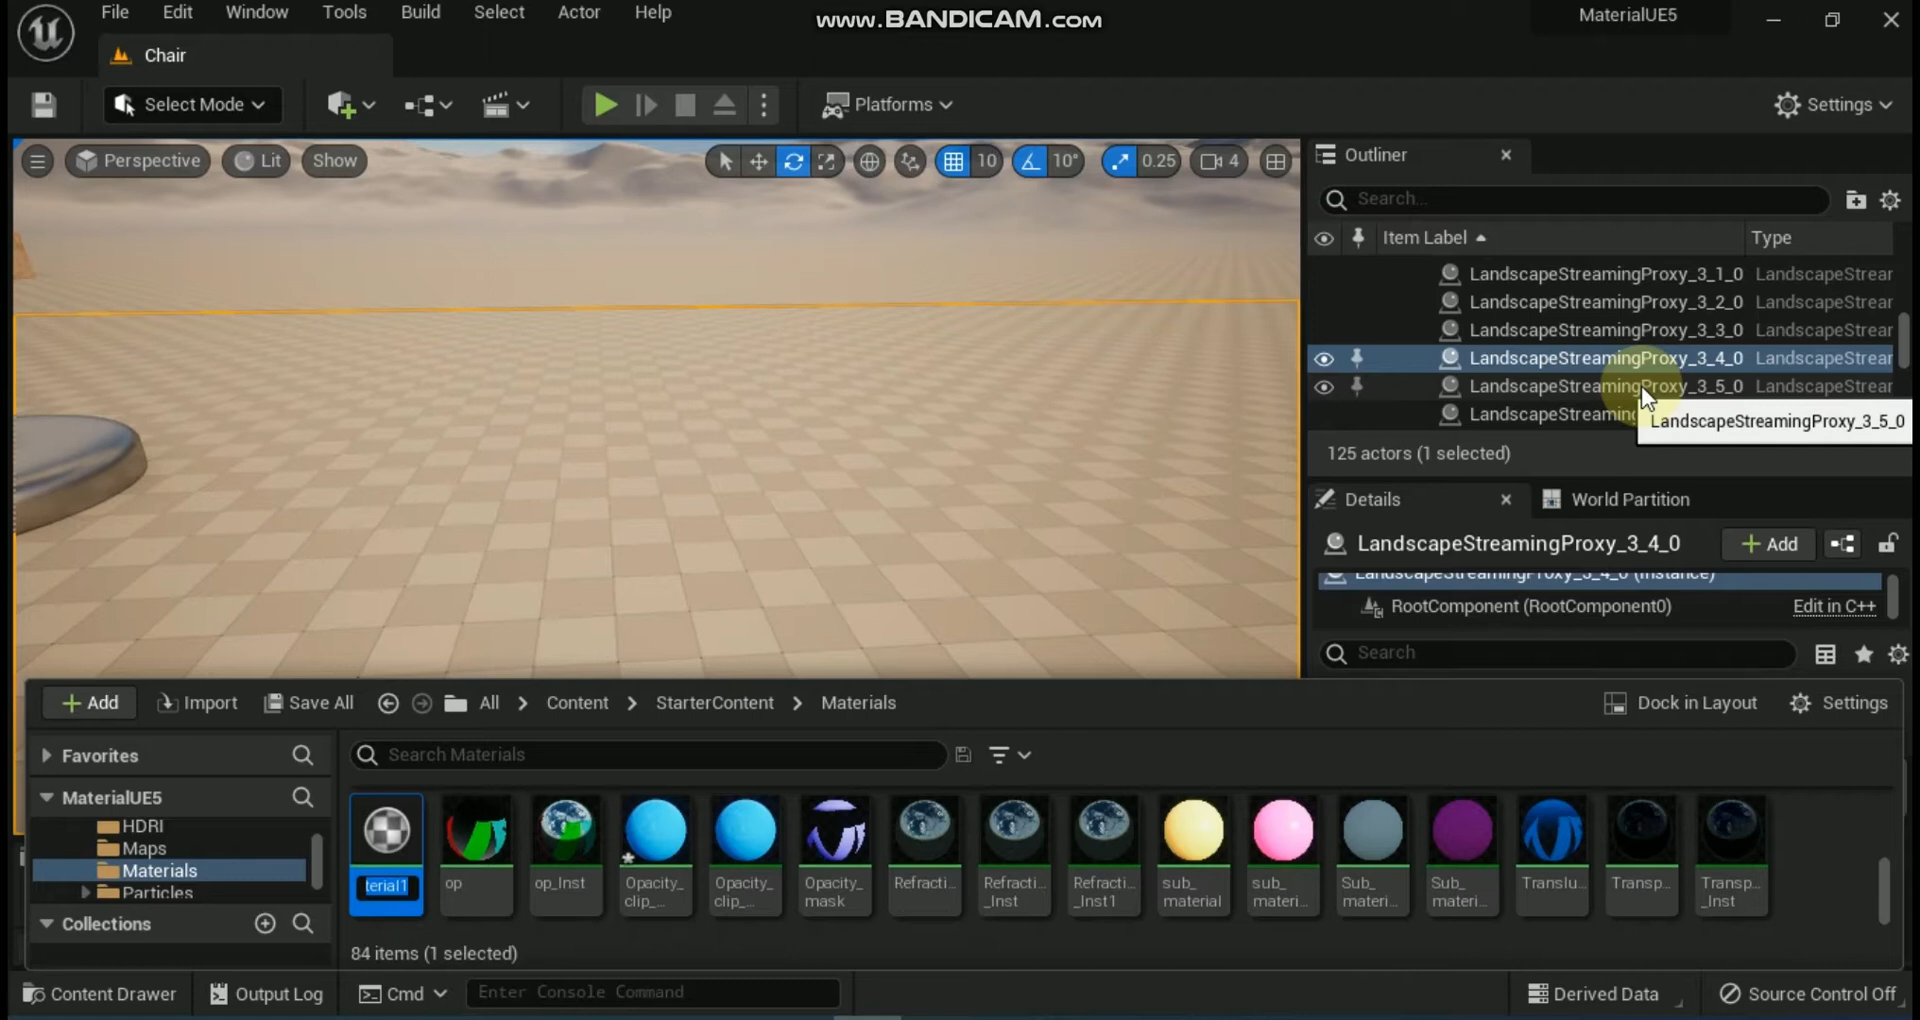 File Edit Window Tools Build Select Actor Help
www.BANDICAM.com
MaterialUE5
Chair
Select Mode
Platforms
Settings
Perspective Lit Show
10 10° 0.25 4
Outliner
Search...
Item Label Type
LandscapeStreamingProxy_3_1_0 LandscapeStrear
LandscapeStreamingProxy_3_2_0 LandscapeStrear
LandscapeStreamingProxy_3_3_0 LandscapeStrear
LandscapeStreamingProxy_3_4_0 LandscapeStrear
LandscapeStreamingProxy_3_5_0 LandscapeStrear
LandscapeStreaming
LandscapeStreamingProxy_3_5_0
125 actors (1 selected)
Details World Partition
LandscapeStreamingProxy_3_4_0 Add
LandscapeStreamingProxy_3_4_0 (Instance)
RootComponent (RootComponent0) Edit in C++
Search
Add Import Save All All > Content > StarterContent > Materials
Dock in Layout Settings
Favorites
Search Materials
MaterialUE5
HDRI
Maps
Materials
Particles
Collections
terial1
op
op_Inst
Opacity_
clip_...
Opacity_
clip_...
Opacity_
mask
Refracti...
Refracti...
_Inst
Refracti...
_Inst1
sub_
material
sub_
materi...
Sub_
materi...
Sub_
materi...
Translu...
Transp...
Transp...
_Inst
84 items (1 selected)
Content Drawer Output Log Cmd Enter Console Command
Derived Data Source Control Off